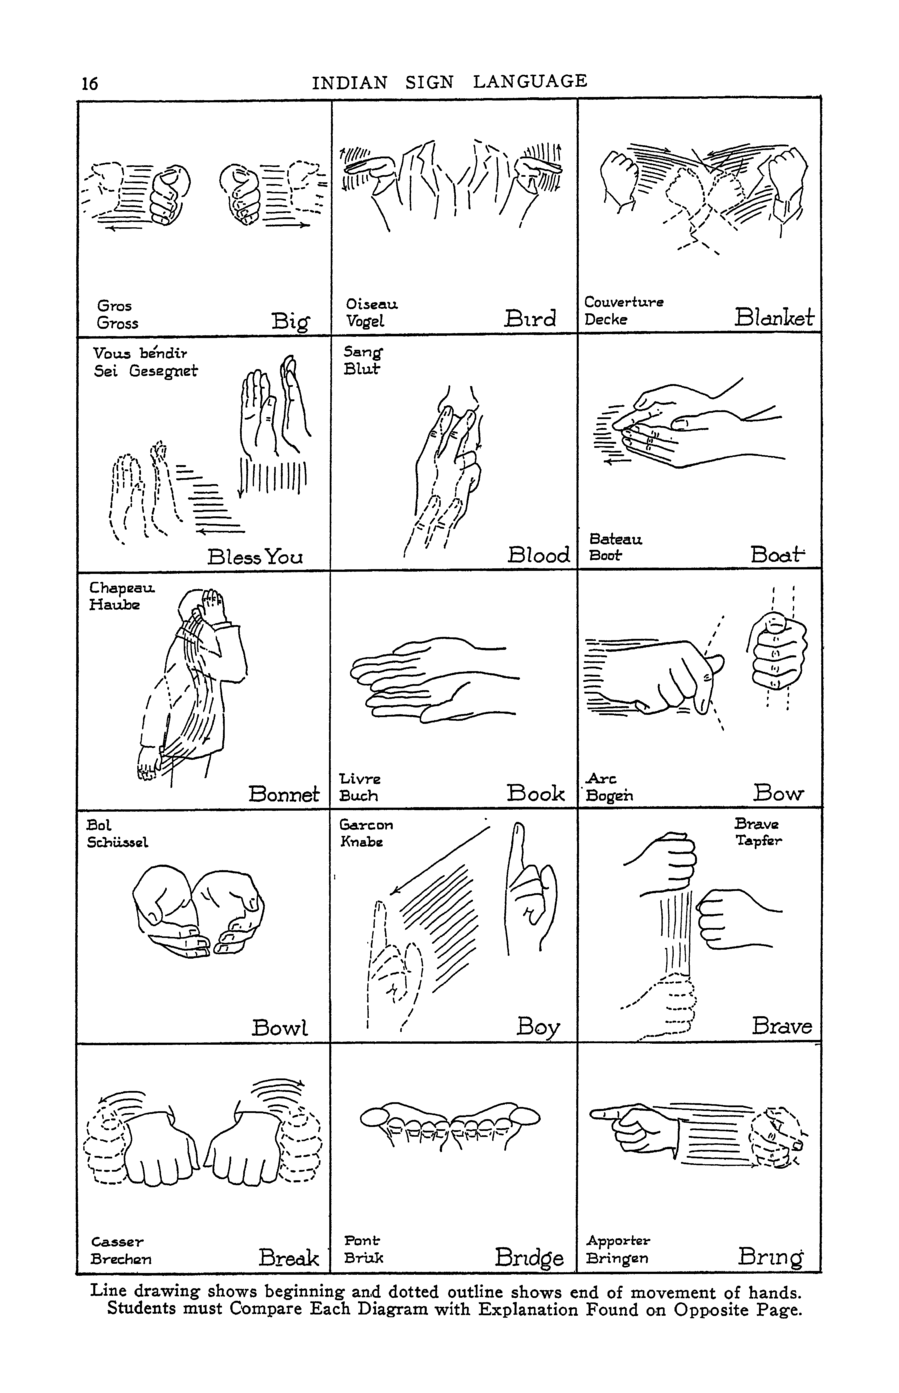 16
INDIAN SIGN LANGUAGE
Gros
Gross
Big
Oiseau
Vogel
Bird
Couverture
Decke
Blanket
Vous béndir
Sei Gesegnet
Bless You
Sang
Blut
Blood
Bateau
Boot
Boat
Chapeau
Haube
Bonnet
Livre
Buch
Book
Arc
Bogen
Bow
Bol
Schüssel
Bowl
Garcon
Knabe
Boy
Brave
Tapfer
Brave
Casser
Brechen
Break
Pont
Brük
Bridge
Apporter
Bringen
Bring
Line drawing shows beginning and dotted outline shows end of movement of hands.
Students must Compare Each Diagram with Explanation Found on Opposite Page.